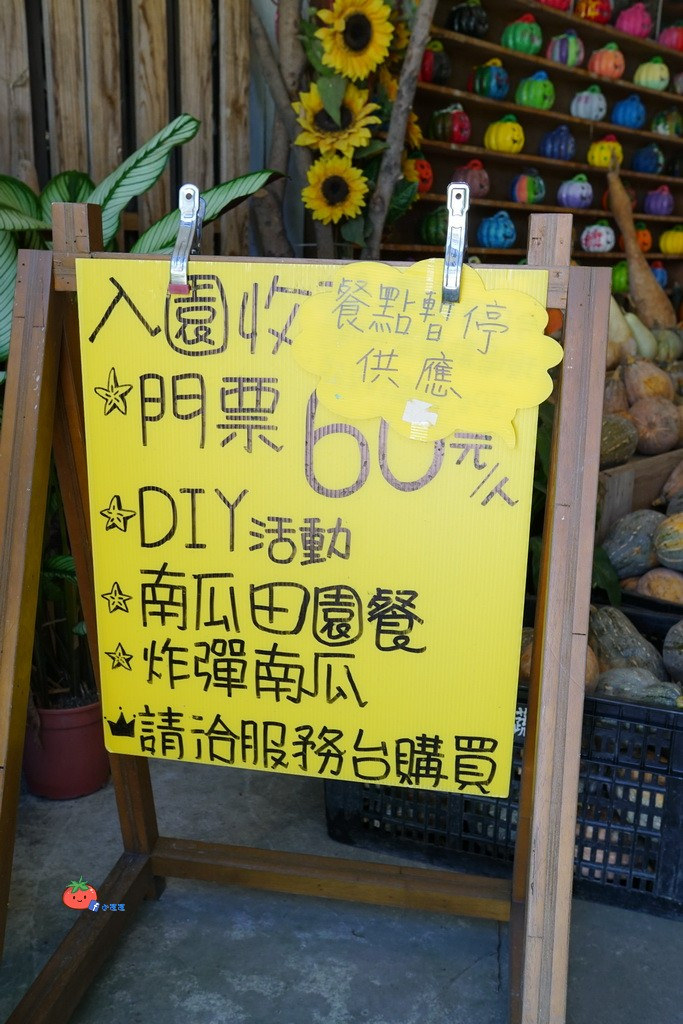 入園收
餐點暫停
供應
門票 60元/人
DIY活動
南瓜田園餐
炸彈南瓜
請洽服務台購買